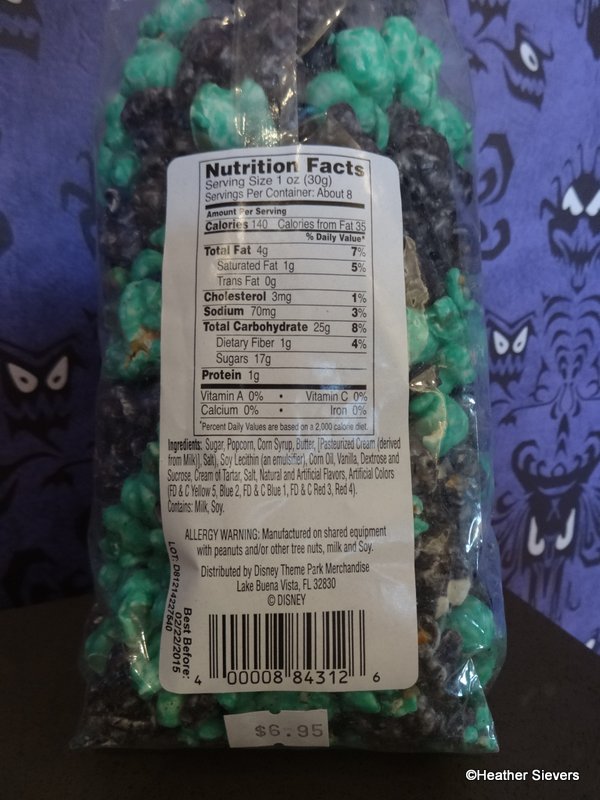 Nutrition Facts
Serving Size 1 oz (30g)
Servings Per Container: About 8
Amount Per Serving
Calories 140 Calories from Fat 35
% Daily Value*
Total Fat 4g 7%
Saturated Fat 1g 5%
Trans Fat 0g
Cholesterol 3mg 1%
Sodium 70mg 3%
Total Carbohydrate 25g 8%
Dietary Fiber 1g 4%
Sugars 17g
Protein 1g
Vitamin A 0% • Vitamin C 0%
Calcium 0% • Iron 0%
*Percent Daily Values are based on a 2,000 calorie diet.
Ingredients: Sugar, Popcorn, Corn Syrup, Butter, [Pasteurized Cream (derived
from Milk)], Salt), Soy Lecithin (an emulsifier), Corn Oil, Vanilla, Dextrose and
Sucrose, Cream of Tartar, Salt, Natural and Artificial Flavors, Artificial Colors
(FD & C Yellow 5, Blue 2, FD & C Blue 1, FD & C Red 3, Red 4).
Contains: Milk, Soy.
ALLERGY WARNING: Manufactured on shared equipment
with peanuts and/or other tree nuts, milk and Soy.
Distributed by Disney Theme Park Merchandise
Lake Buena Vista, FL 32830
© DISNEY
LOT: D81214227640
Best Before:
02/22/2015
4 00008 84312 6
$6.95
©Heather Sievers